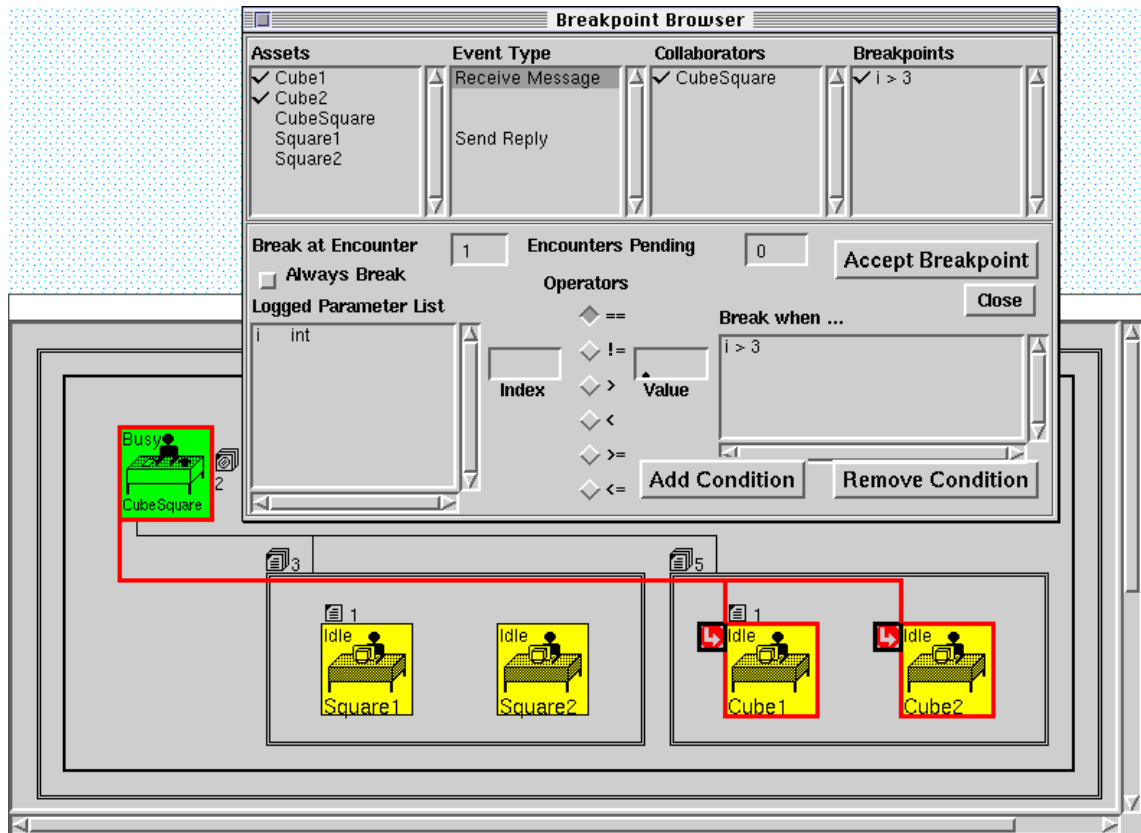 Breakpoint Browser
Assets
Event Type
Collaborators
Breakpoints
Cube1
Cube2
CubeSquare
Square1
Square2
Receive Message
Send Reply
CubeSquare
i > 3
Break at Encounter
1
Encounters Pending
0
Accept Breakpoint
Always Break
Close
Logged Parameter List
Operators
Break when ...
i int
==
!=
>
<
>=
<=
Index
Value
i > 3
Add Condition
Remove Condition
Busy
CubeSquare
2
3
5
1
Idle
Square1
Idle
Square2
1
Idle
Cube1
Idle
Cube2